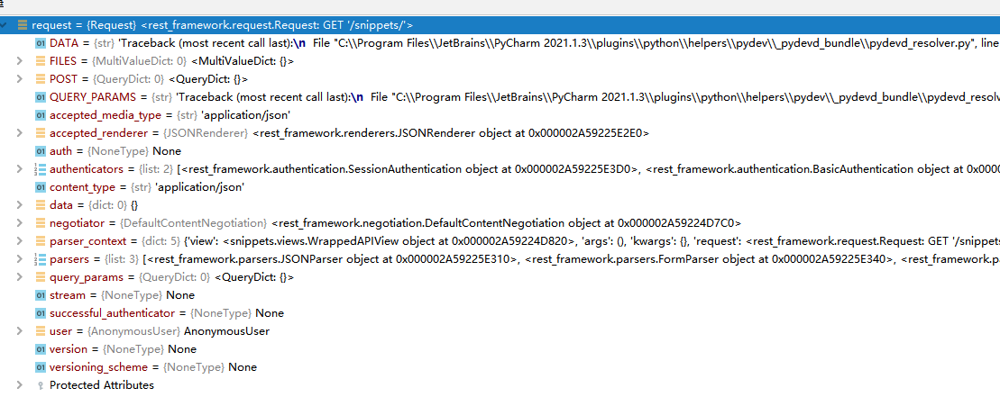 request = {Request} <rest_framework.request.Request: GET '/snippets/'>
DATA = {str} 'Traceback (most recent call last):\n  File "C:\\Program Files\\JetBrains\\PyCharm 2021.1.3\\plugins\\python\\helpers\\pydev\\_pydevd_bundle\\pydevd_resolver.py", line
FILES = {MultiValueDict: 0} <MultiValueDict: {}>
POST = {QueryDict: 0} <QueryDict: {}>
QUERY_PARAMS = {str} 'Traceback (most recent call last):\n  File "C:\\Program Files\\JetBrains\\PyCharm 2021.1.3\\plugins\\python\\helpers\\pydev\\_pydevd_bundle\\pydevd_resolv
accepted_media_type = {str} 'application/json'
accepted_renderer = {JSONRenderer} <rest_framework.renderers.JSONRenderer object at 0x000002A59225E2E0>
auth = {NoneType} None
authenticators = {list: 2} [<rest_framework.authentication.SessionAuthentication object at 0x000002A59225E3D0>, <rest_framework.authentication.BasicAuthentication object at 0x0000
content_type = {str} 'application/json'
data = {dict: 0} {}
negotiator = {DefaultContentNegotiation} <rest_framework.negotiation.DefaultContentNegotiation object at 0x000002A59224D7C0>
parser_context = {dict: 5} {'view': <snippets.views.WrappedAPIView object at 0x000002A59224D820>, 'args': (), 'kwargs': {}, 'request': <rest_framework.request.Request: GET '/snippets
parsers = {list: 3} [<rest_framework.parsers.JSONParser object at 0x000002A59225E310>, <rest_framework.parsers.FormParser object at 0x000002A59225E340>, <rest_framework.pa
query_params = {QueryDict: 0} <QueryDict: {}>
stream = {NoneType} None
successful_authenticator = {NoneType} None
user = {AnonymousUser} AnonymousUser
version = {NoneType} None
versioning_scheme = {NoneType} None
Protected Attributes